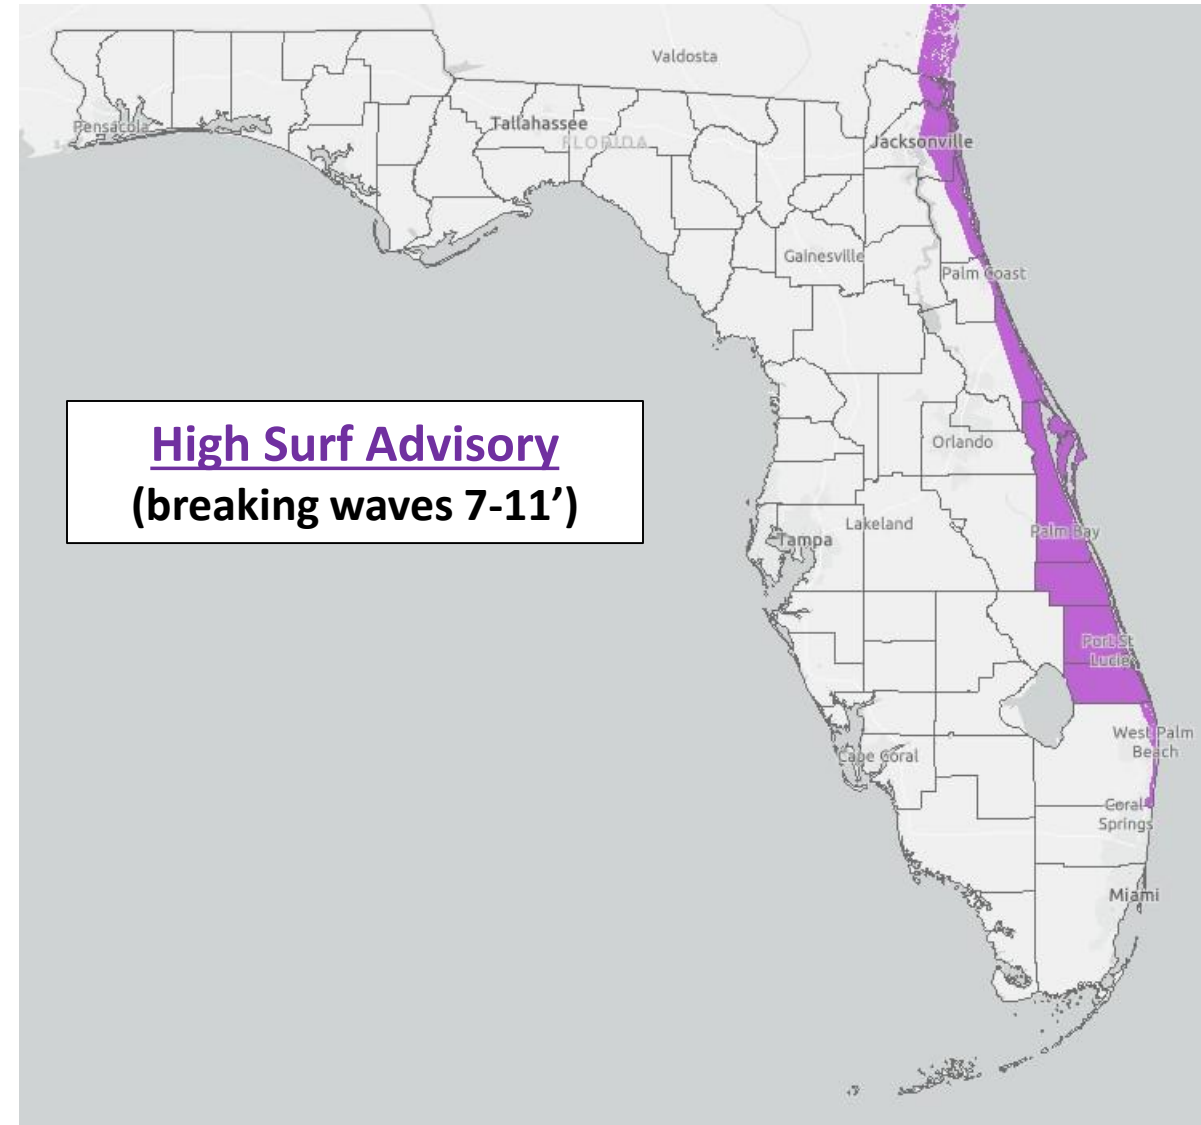 Valdosta
Pensacola
Tallahassee
FLORIDA
Jacksonville
Gainesville
Palm Coast
High Surf Advisory
(breaking waves 7-11’)
Orlando
Lakeland
Tampa
Palm Bay
Port St
Lucie
West Palm
Beach
Cape Coral
Coral
Springs
Miami